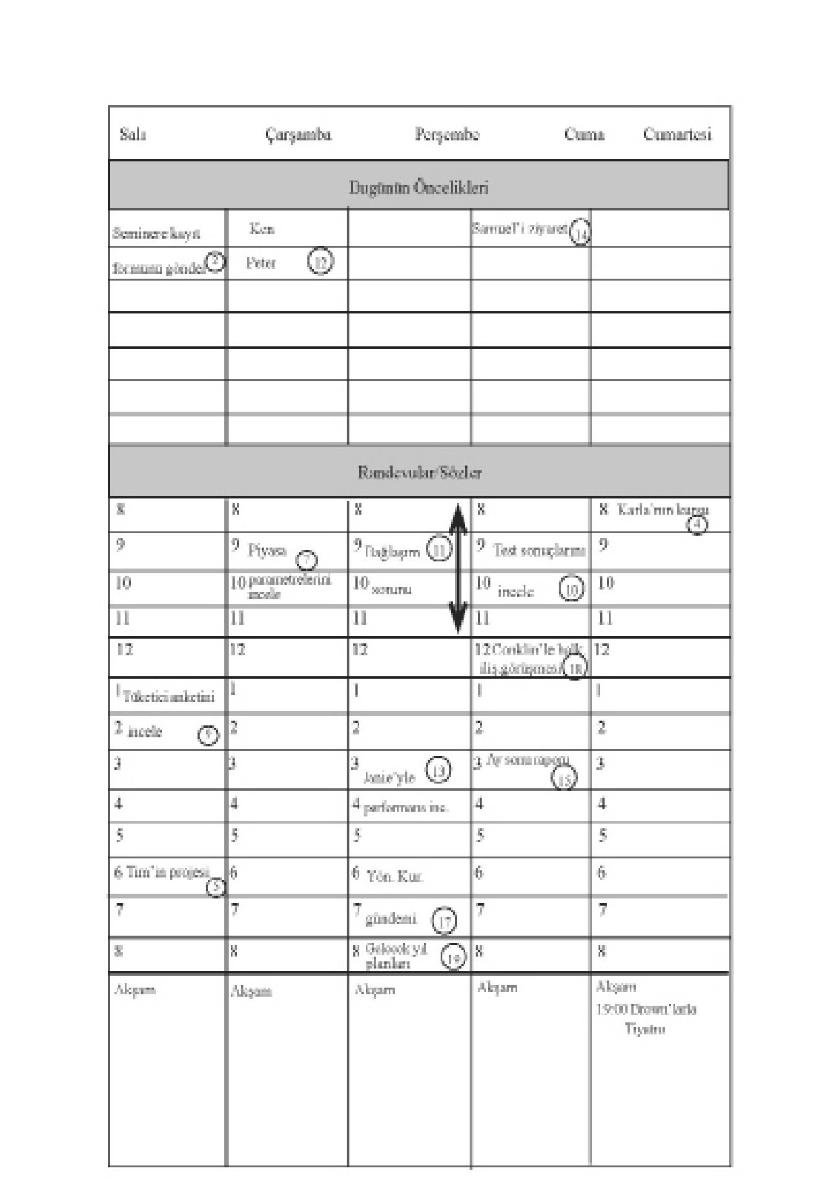 Salı Çarşamba Perşembe Cuma Cumartesi
Bugünün Öncelikleri
Seminere kayıt Ken Samuel'i ziyaret 14
formunu gönder 2 Peter 12
Randevular/Sözler
8 8 8 8 8 Karla'nın kursu 4
9 9 Piyasa 7 9 Bağlaşım 11 9 Test sonuçlarını 9
10 10 parametrelerini 10 sorunu 10 incele 10 10
incele
11 11 11 11 11
12 12 12 12 Conklin'le halk 12
iliş.görüşmesi 18
1 Tüketici anketini 1 1 1 1
2 incele 9 2 2 2 2
3 3 3 Janie'yle 13 3 Ay sonu raporu 15 3
4 4 4 performans inc. 4 4
5 5 5 5 5
6 Tim'in projesi 5 6 6 Yön. Kur. 6 6
7 7 7 gündemi 17 7 7
8 8 8 Gelecek yıl 8 8
planları 19
Akşam Akşam Akşam Akşam Akşam
19:00 Brown'larla
Tiyatro